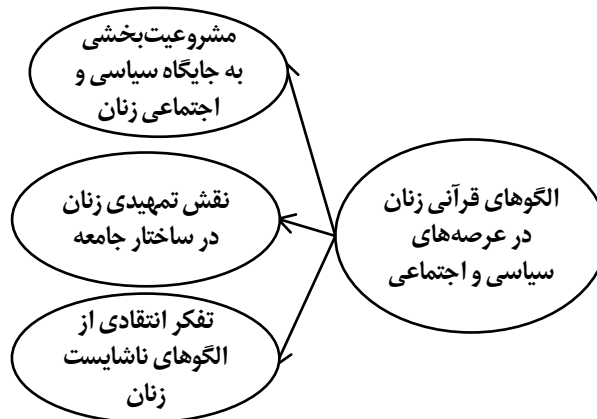 الگوهای قرآنی زنان
در عرصه‌های
سیاسی و اجتماعی
مشروعیت‌بخشی
به جایگاه سیاسی و
اجتماعی زنان
نقش تمهیدی زنان
در ساختار جامعه
تفکر انتقادی از
الگوهای ناشایست
زنان